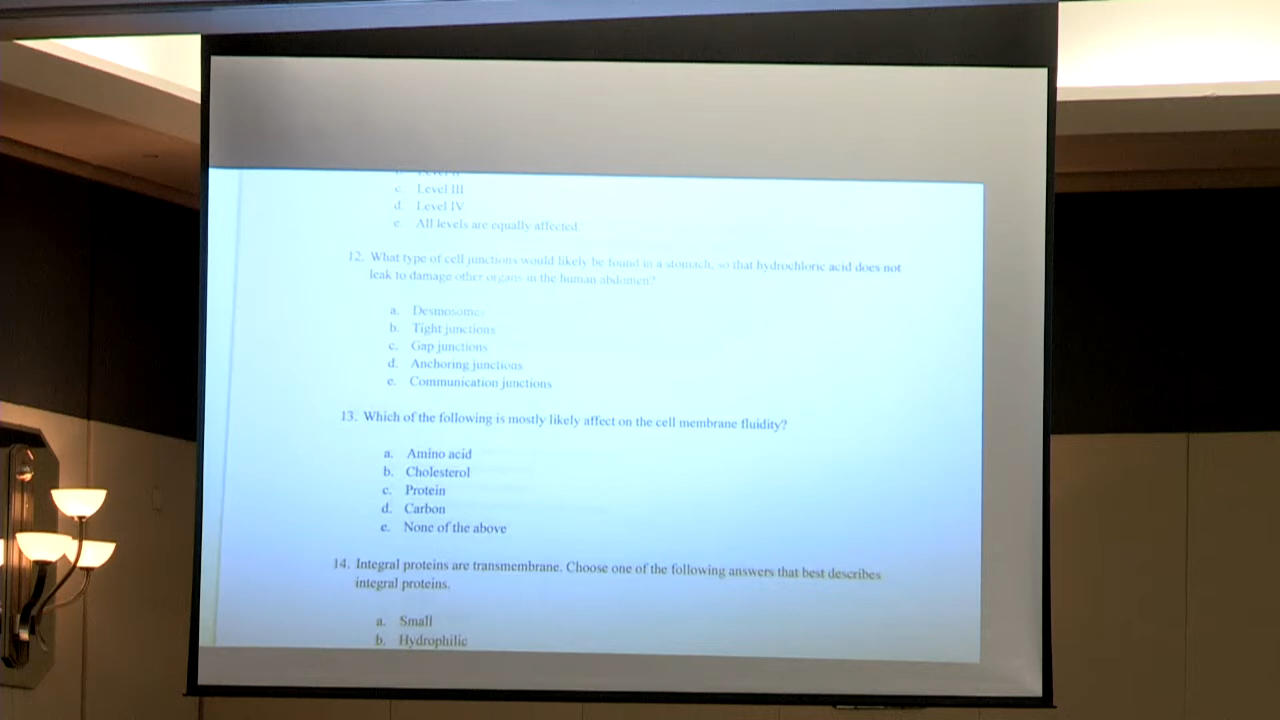 c. Level III
d. Level IV
e. All levels are equally affected
12. What type of cell junctions would likely be found in a stomach, so that hydrochloric acid does not
leak to damage other organs in the human abdomen?
a. Desmosomes
b. Tight junctions
c. Gap junctions
d. Anchoring junctions
e. Communication junctions
13. Which of the following is mostly likely affect on the cell membrane fluidity?
a. Amino acid
b. Cholesterol
c. Protein
d. Carbon
e. None of the above
14. Integral proteins are transmembrane. Choose one of the following answers that best describes
integral proteins.
a. Small
b. Hydrophilic